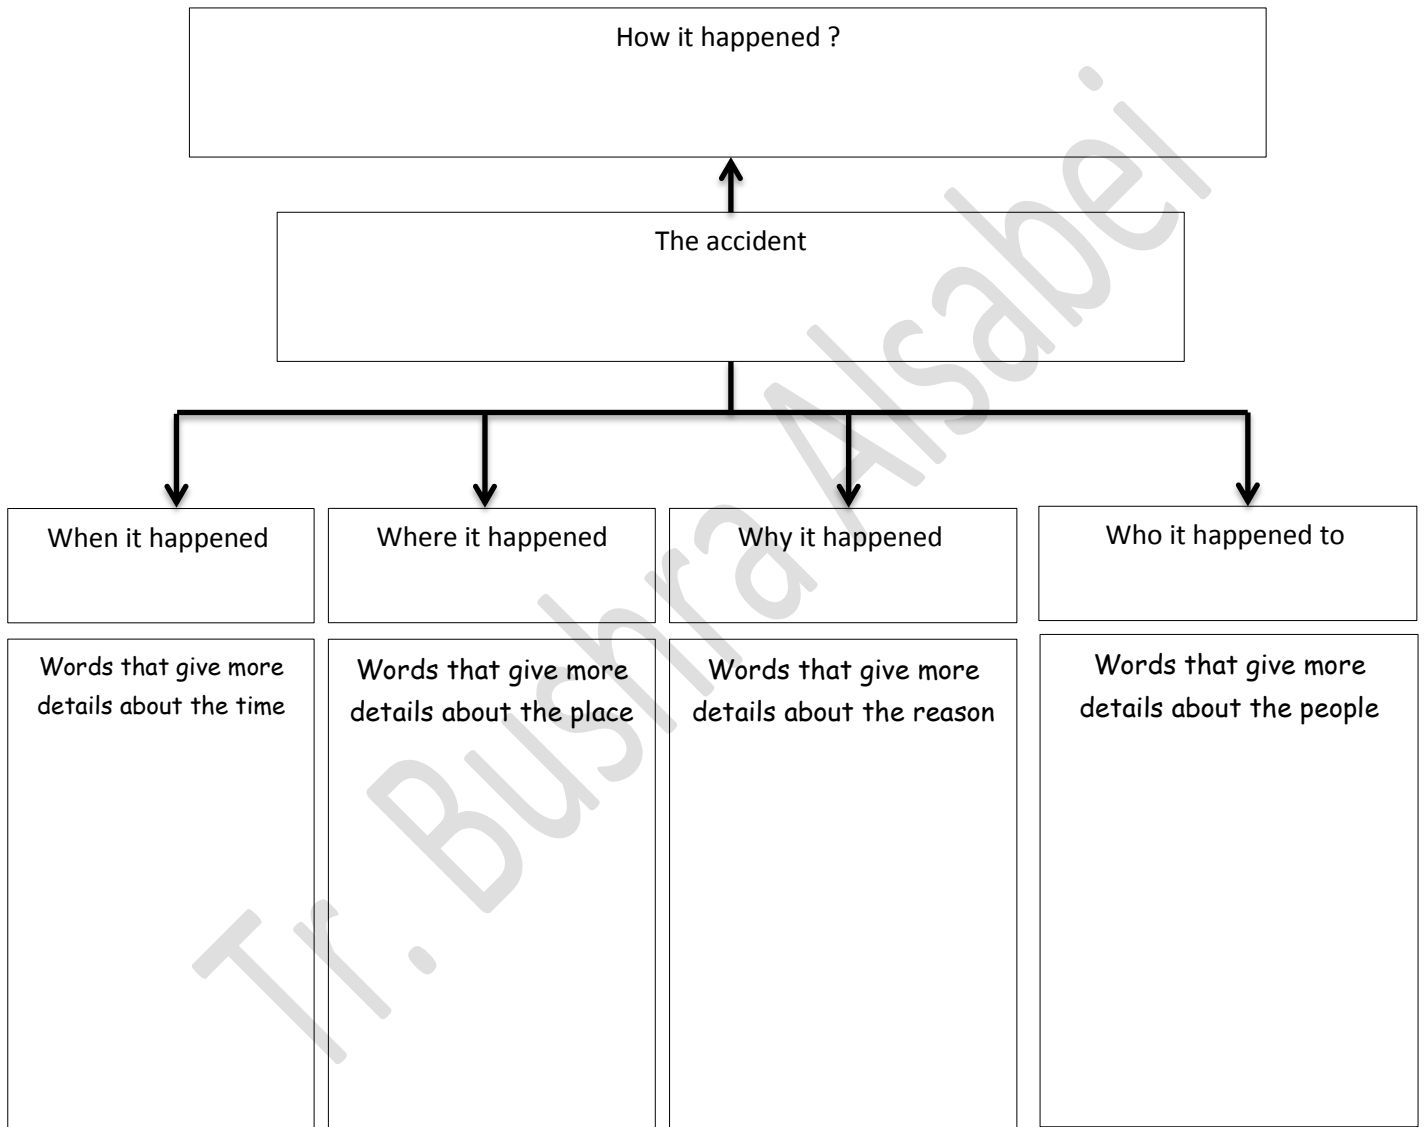 How it happened ?
The accident
When it happened
Where it happened
Why it happened
Who it happened to
Words that give more
details about the time
Words that give more
details about the place
Words that give more
details about the reason
Words that give more
details about the people
Tr. Bushra Alsabei